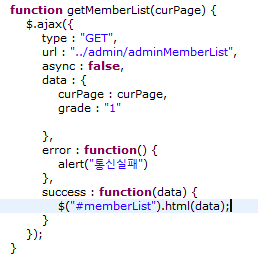 function getMemberList(curPage) {
$.ajax({
type : "GET",
url : "../admin/adminMemberList",
async : false,
data : {
curPage : curPage,
grade : "1"
},
error : function() {
alert("통신실패")
},
success : function(data) {
$("#memberList").html(data);
}
});
}